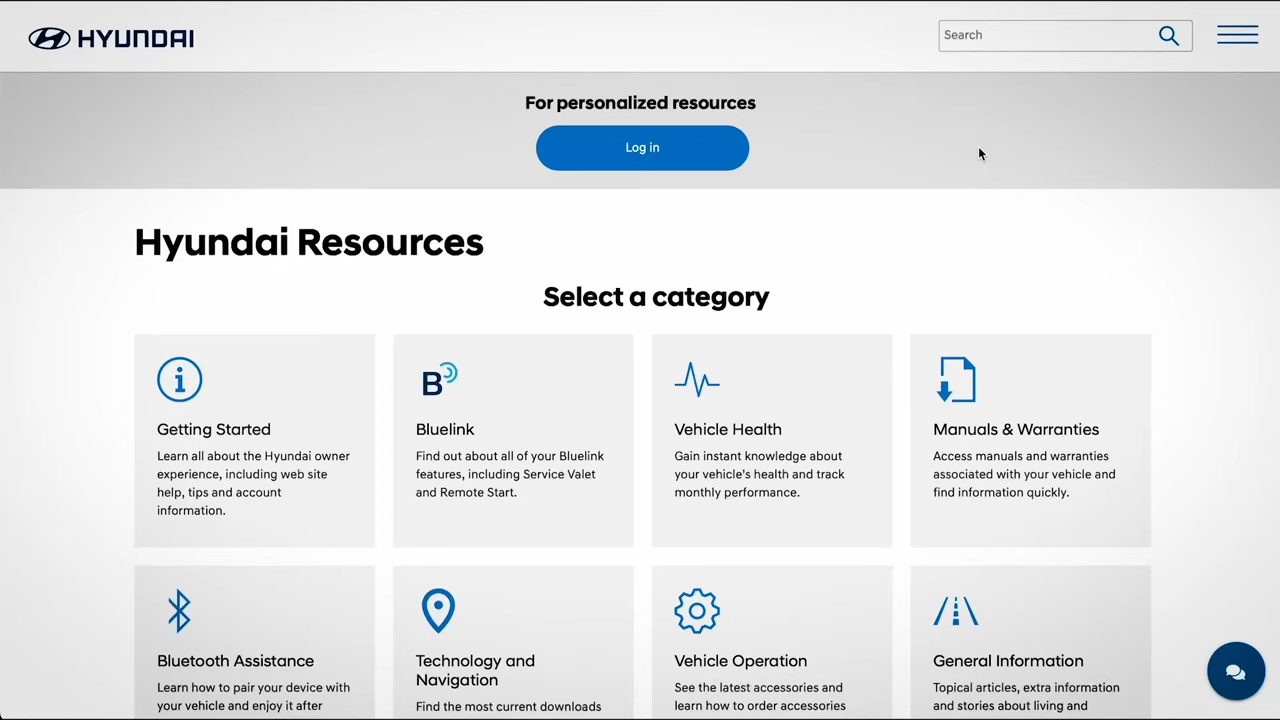 HYUNDAI
Search
For personalized resources
Log in
Hyundai Resources
Select a category
Getting Started
Learn all about the Hyundai owner
experience, including web site
help, tips and account
information.
B
Bluelink
Find out about all of your Bluelink
features, including Service Valet
and Remote Start.
Vehicle Health
Gain instant knowledge about
your vehicle's health and track
monthly performance.
Manuals & Warranties
Access manuals and warranties
associated with your vehicle and
find information quickly.
Bluetooth Assistance
Learn how to pair your device with
your vehicle and enjoy it after
Technology and
Navigation
Find the most current downloads
Vehicle Operation
See the latest accessories and
learn how to order accessories
General Information
Topical articles, extra information
and stories about living and